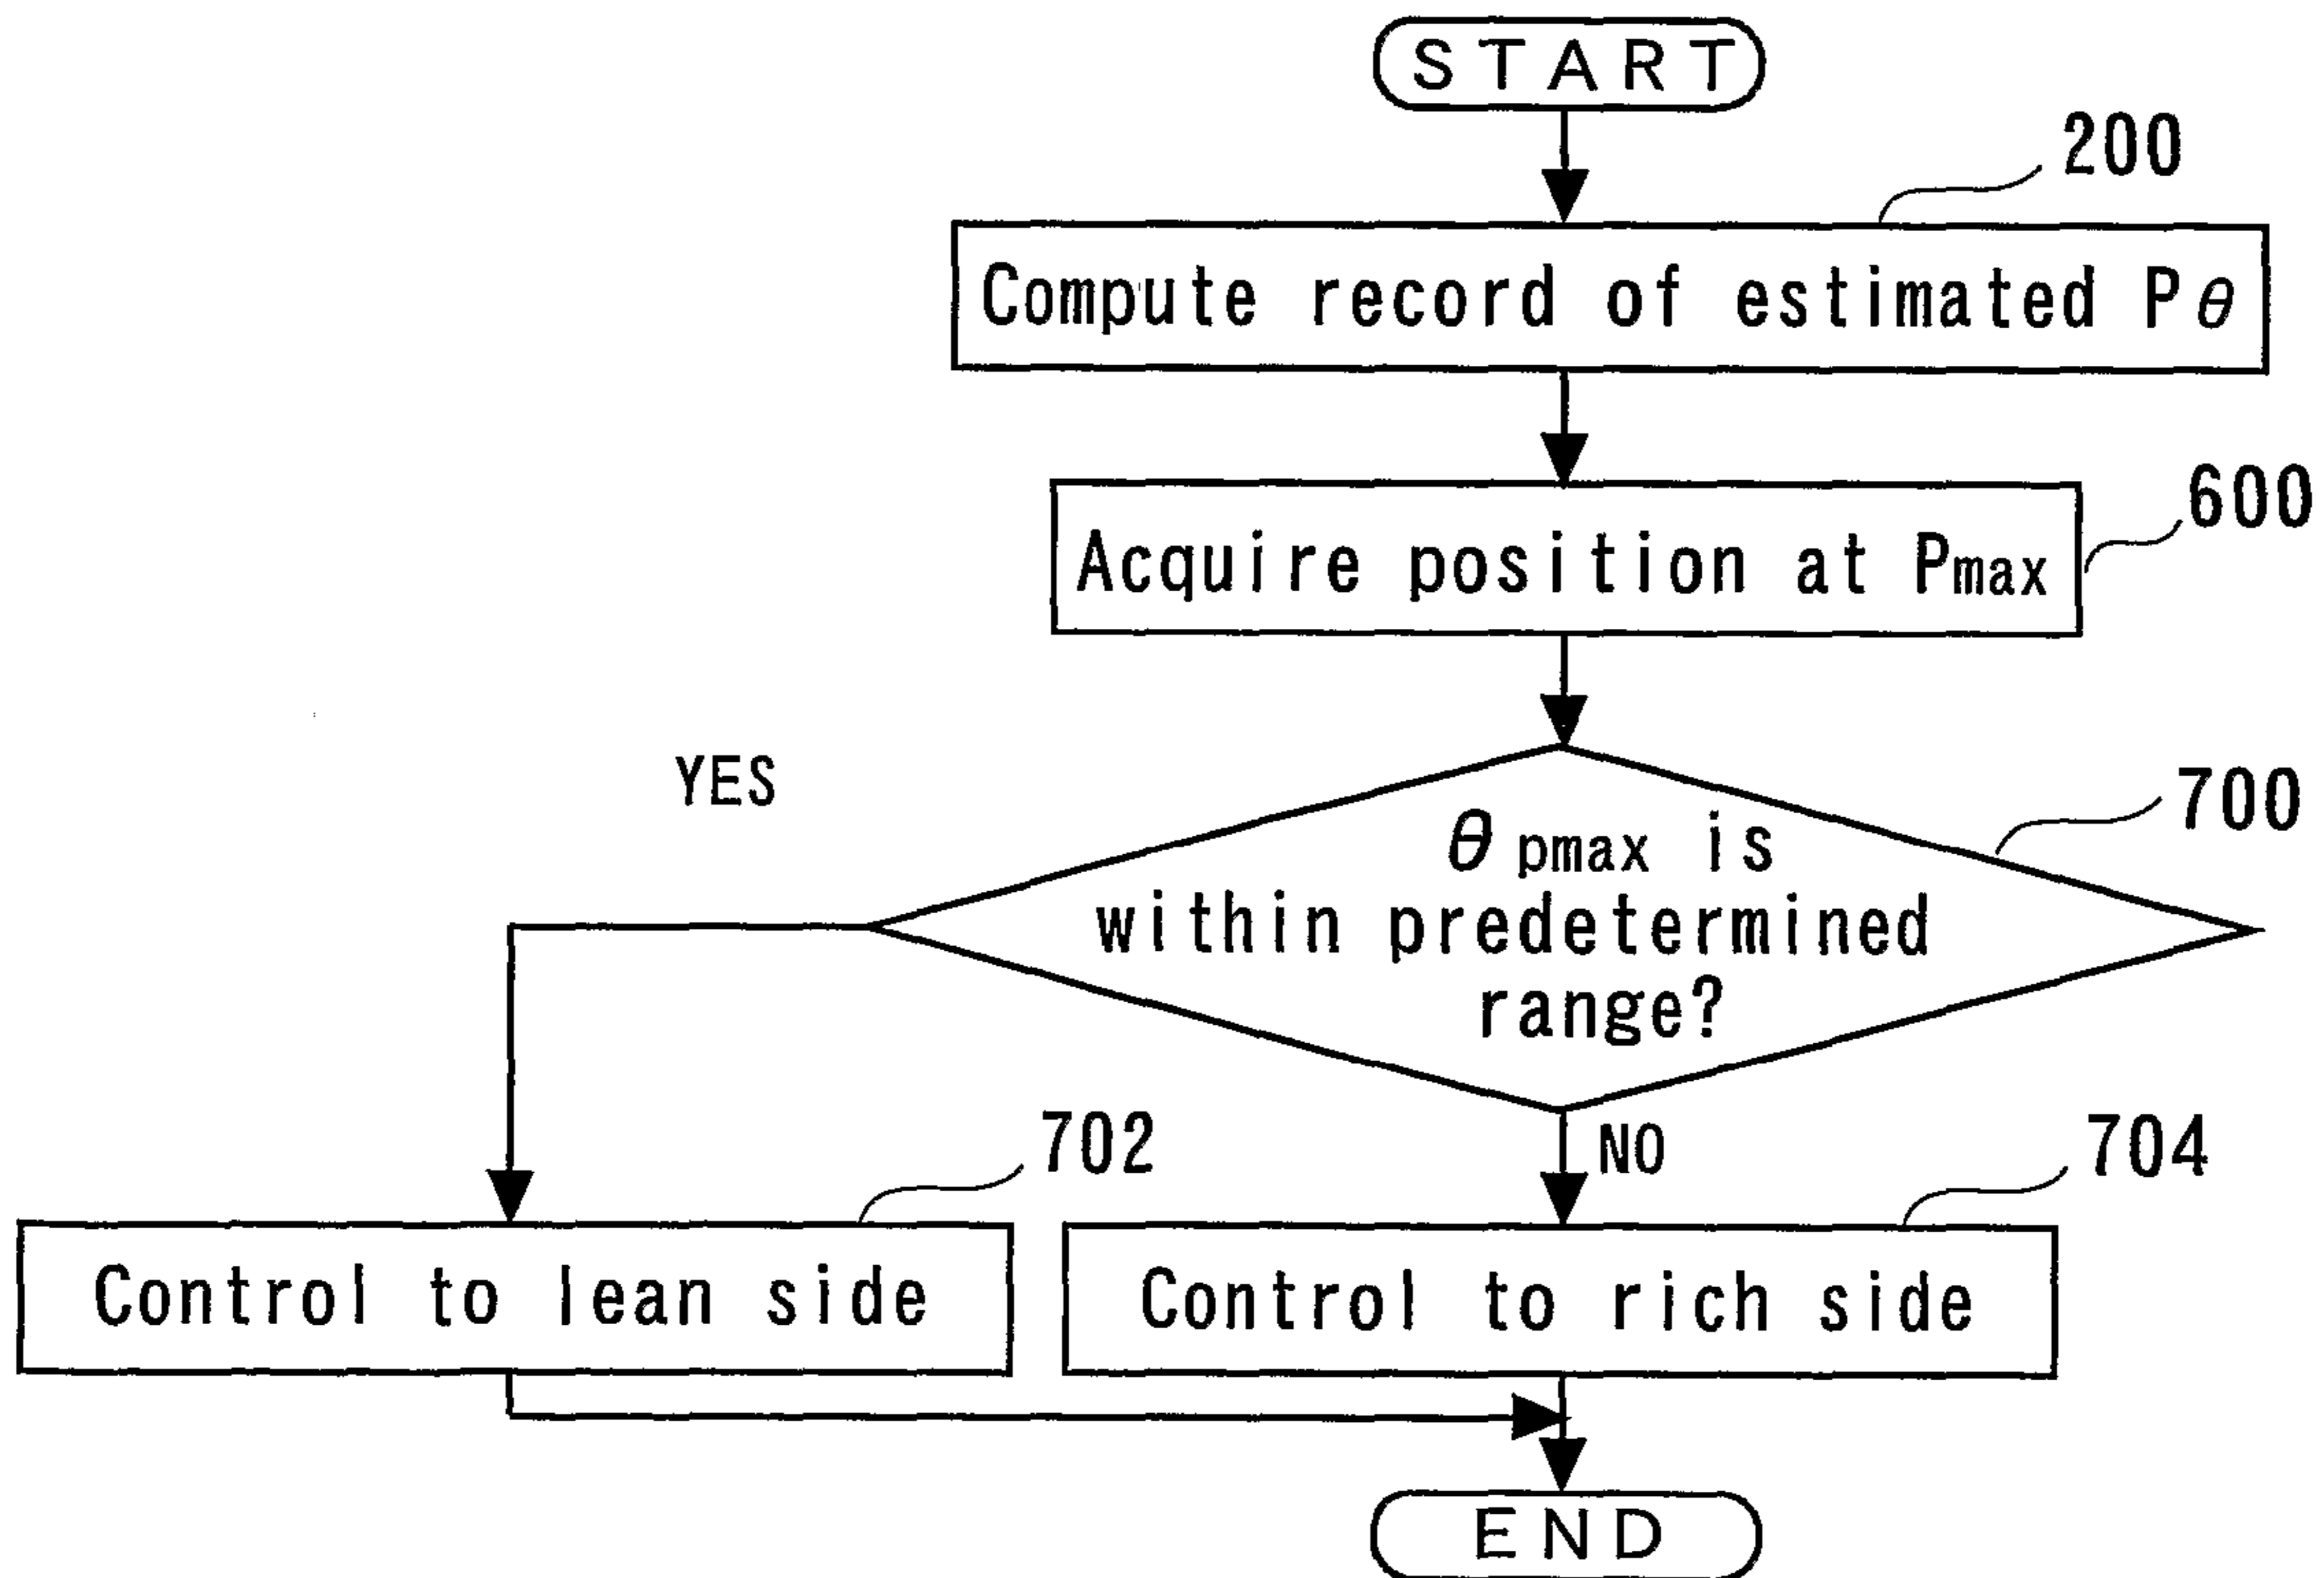 START
200
Compute record of estimated Pθ
600
Acquire position at Pmax
YES
700
θpmax is
within predetermined
range?
702
NO
704
Control to lean side
Control to rich side
END